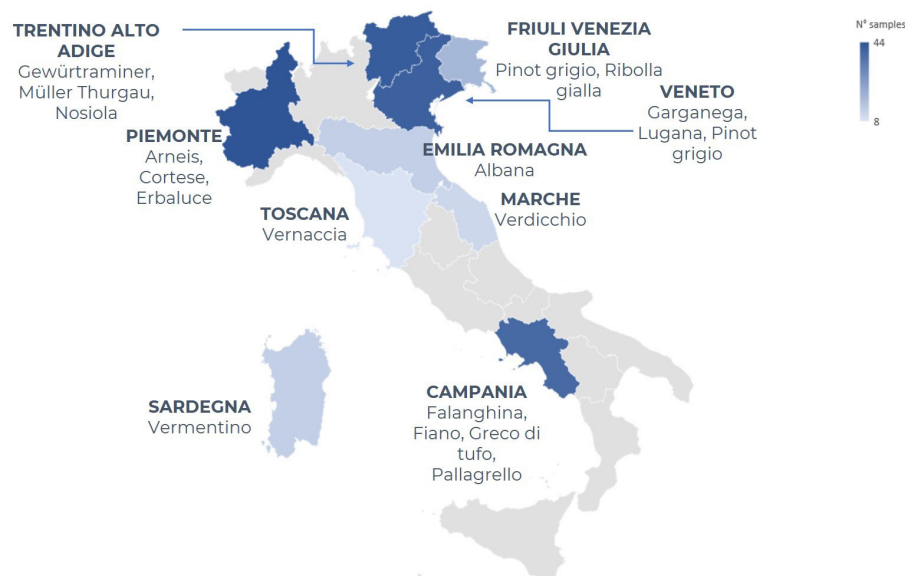 TRENTINO ALTO
ADIGE
Gewürtraminer,
Müller Thurgau,
Nosiola
FRIULI VENEZIA
GIULIA
Pinot grigio, Ribolla
gialla
N° samples
44
8
VENETO
Garganega,
Lugana, Pinot
grigio
PIEMONTE
Arneis,
Cortese,
Erbaluce
EMILIA ROMAGNA
Albana
MARCHE
Verdicchio
TOSCANA
Vernaccia
SARDEGNA
Vermentino
CAMPANIA
Falanghina,
Fiano, Greco di
tufo,
Pallagrello